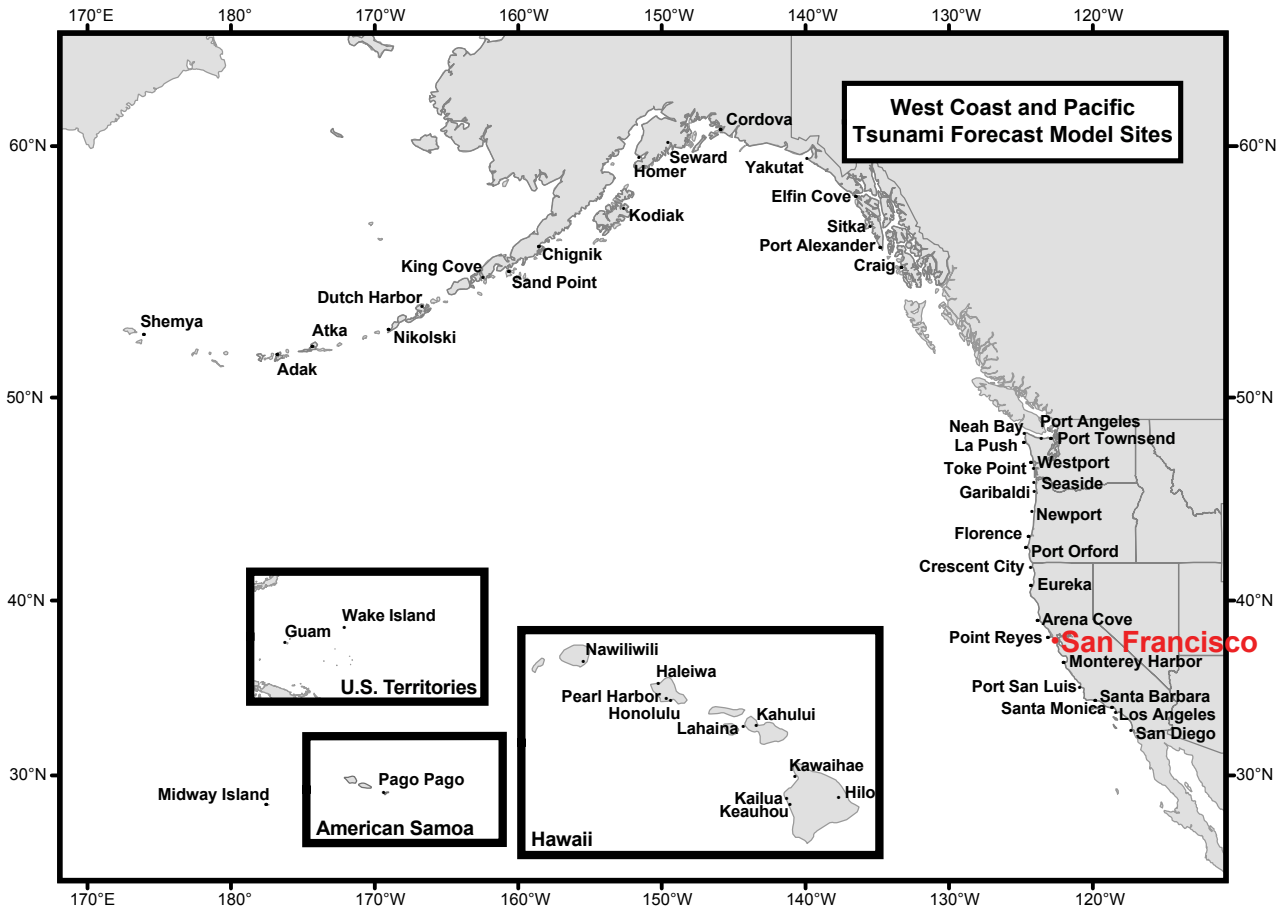 170°E
180°
170°W
160°W
150°W
140°W
130°W
120°W
West Coast and Pacific
Tsunami Forecast Model Sites
60°N
60°N
Cordova
Seward
Homer
Yakutat
Elfin Cove
Kodiak
Sitka
Port Alexander
Chignik
Craig
King Cove
Sand Point
Dutch Harbor
Shemya
Atka
Nikolski
Adak
50°N
50°N
Port Angeles
Neah Bay
Port Townsend
La Push
Westport
Toke Point
Seaside
Garibaldi
Newport
Florence
Port Orford
Crescent City
Eureka
40°N
40°N
Wake Island
Guam
U.S. Territories
Arena Cove
Point Reyes
San Francisco
Monterey Harbor
Port San Luis
Santa Barbara
Santa Monica
Los Angeles
San Diego
Nawiliwili
Haleiwa
Pearl Harbor
Honolulu
Kahului
Lahaina
Kawaihae
Hilo
Kailua
Keauhou
Hawaii
30°N
30°N
Midway Island
Pago Pago
American Samoa
170°E
180°
170°W
160°W
150°W
140°W
130°W
120°W